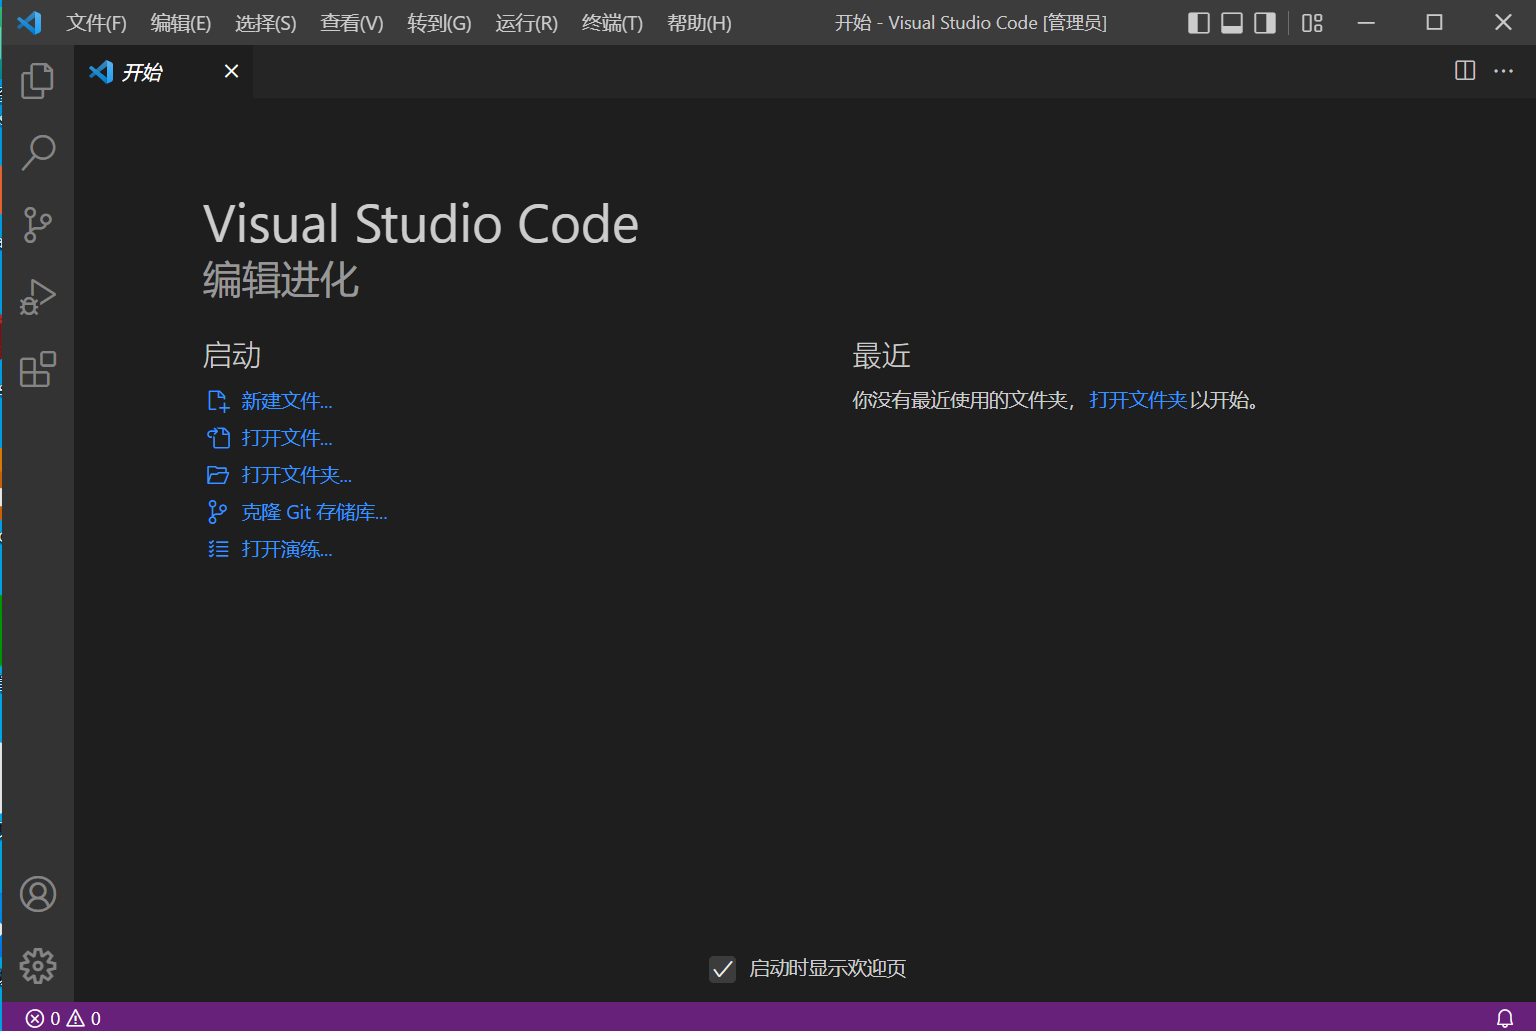 文件(F) 编辑(E) 选择(S) 查看(V) 转到(G) 运行(R) 终端(T) 帮助(H) 开始 - Visual Studio Code [管理员]
开始
Visual Studio Code
编辑进化
启动
新建文件...
打开文件...
打开文件夹...
克隆 Git 存储库...
打开演练...
最近
你没有最近使用的文件夹，打开文件夹以开始。
启动时显示欢迎页
0 0